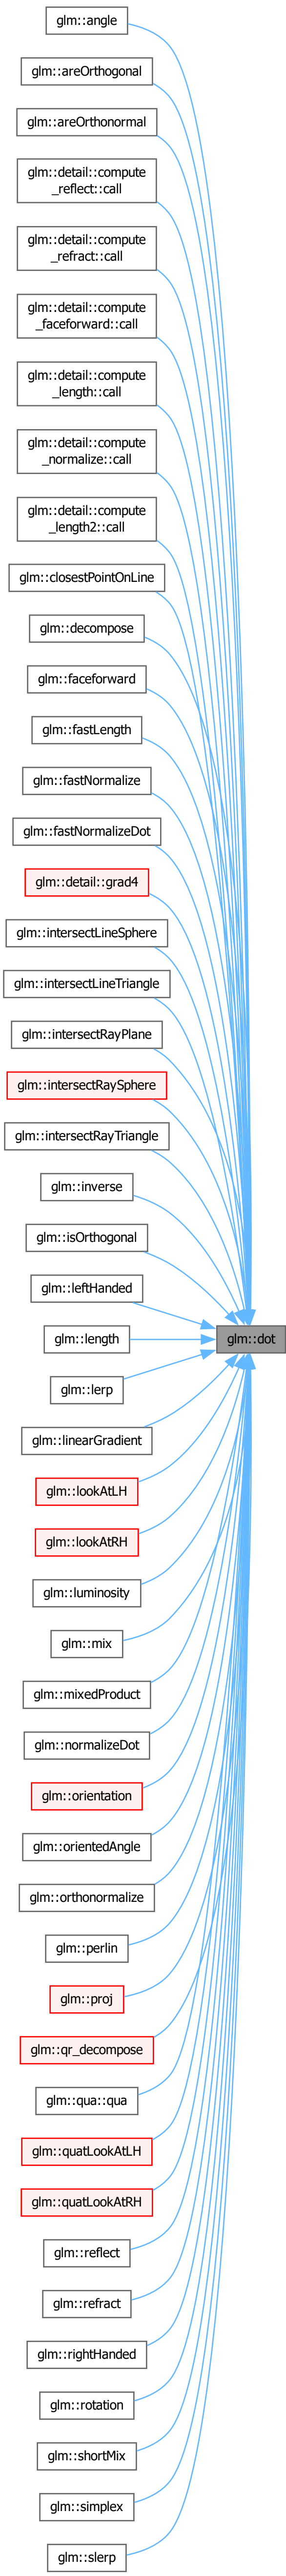 glm::angle
glm::areOrthogonal
glm::areOrthonormal
glm::detail::compute
_reflect::call
glm::detail::compute
_refract::call
glm::detail::compute
_faceforward::call
glm::detail::compute
_length::call
glm::detail::compute
_normalize::call
glm::detail::compute
_length2::call
glm::closestPointOnLine
glm::decompose
glm::faceforward
glm::fastLength
glm::fastNormalize
glm::fastNormalizeDot
glm::detail::grad4
glm::intersectLineSphere
glm::intersectLineTriangle
glm::intersectRayPlane
glm::intersectRaySphere
glm::intersectRayTriangle
glm::inverse
glm::isOrthogonal
glm::leftHanded
glm::length
glm::dot
glm::lerp
glm::linearGradient
glm::lookAtLH
glm::lookAtRH
glm::luminosity
glm::mix
glm::mixedProduct
glm::normalizeDot
glm::orientation
glm::orientedAngle
glm::orthonormalize
glm::perlin
glm::proj
glm::qr_decompose
glm::qua::qua
glm::quatLookAtLH
glm::quatLookAtRH
glm::reflect
glm::refract
glm::rightHanded
glm::rotation
glm::shortMix
glm::simplex
glm::slerp